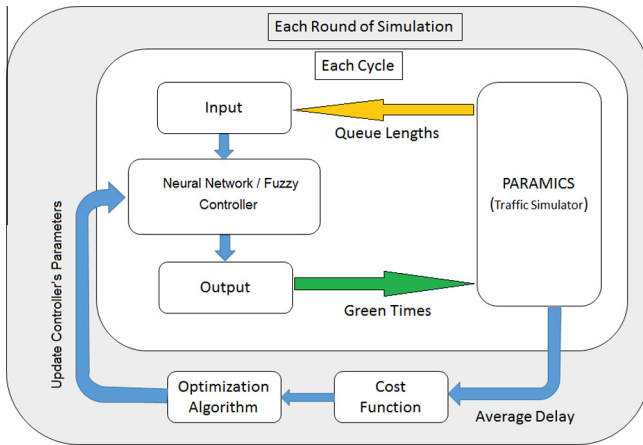 Each Round of Simulation
Each Cycle
Input
Queue Lengths
Neural Network / Fuzzy
Controller
PARAMICS
(Traffic Simulator)
Output
Green Times
Update Controller's Parameters
Optimization
Algorithm
Cost
Function
Average Delay